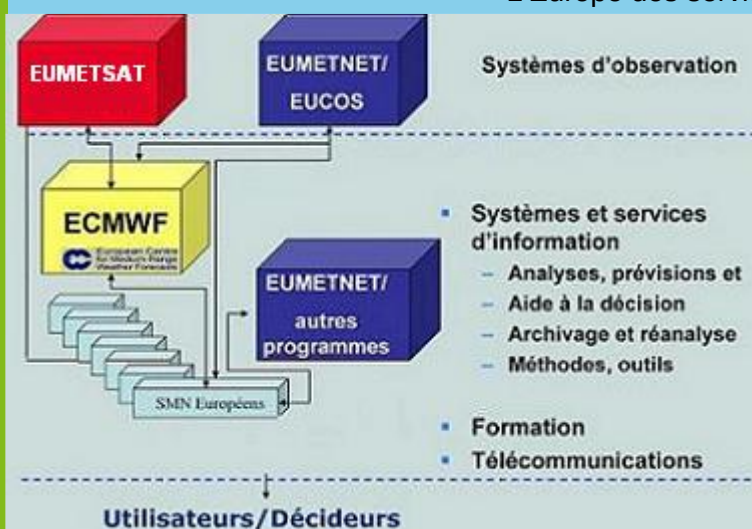 L'Europe des servi
EUMETSAT
EUMETNET/
EUCOS
Systèmes d'observation
ECMWF
European Centre
for Medium-Range
Weather Forecasts
EUMETNET/
autres
programmes
SMN Européens
▪ Systèmes et services
d'information
– Analyses, prévisions et
– Aide à la décision
– Archivage et réanalyse
– Méthodes, outils
▪ Formation
▪ Télécommunications
Utilisateurs/Décideurs